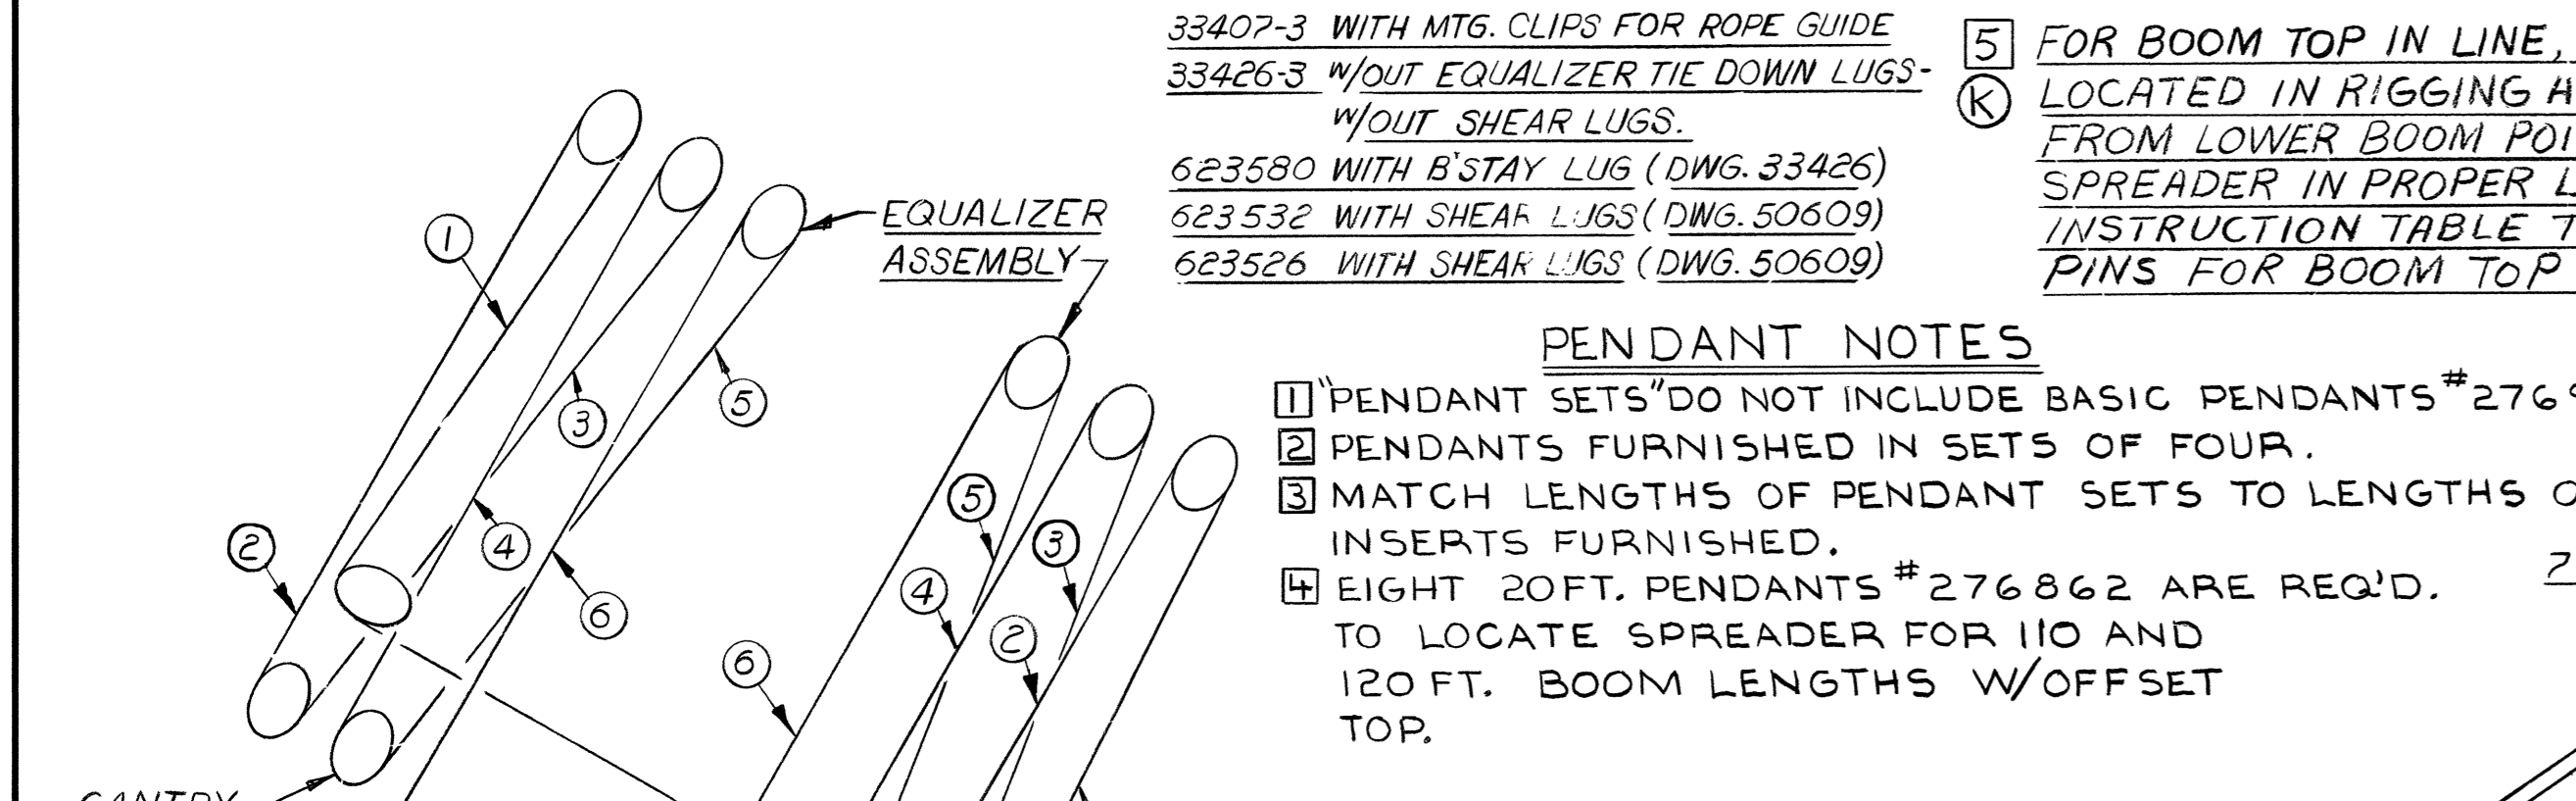 33407-3 WITH MTG. CLIPS FOR ROPE GUIDE
33426-3 W/OUT EQUALIZER TIE DOWN LUGS-
W/OUT SHEAR LUGS.
623580 WITH B'STAY LUG (DWG. 33426)
623532 WITH SHEAR LUGS (DWG. 50609)
623526 WITH SHEAR LUGS (DWG. 50609)
5 FOR BOOM TOP IN LINE,
K LOCATED IN RIGGING
FROM LOWER BOOM
SPREADER IN PROPER
INSTRUCTION TABLE
PINS FOR BOOM TOP
EQUALIZER
ASSEMBLY
PENDANT NOTES
1 "PENDANT SETS" DO NOT INCLUDE BASIC PENDANTS #276
2 PENDANTS FURNISHED IN SETS OF FOUR.
3 MATCH LENGTHS OF PENDANT SETS TO LENGTHS
INSERTS FURNISHED.
4 EIGHT 20FT. PENDANTS #276862 ARE REQ'D.
TO LOCATE SPREADER FOR 110 AND
120 FT. BOOM LENGTHS W/OFFSET
TOP.
7
1
3
5
2
4
6
5
3
4
2
6
GANTRY